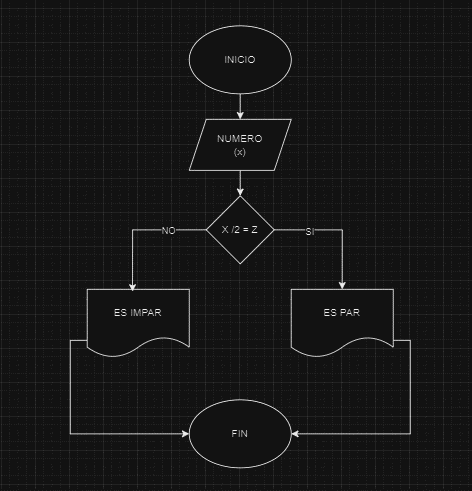 INICIO
NUMERO
(x)
X /2 = Z
NO
SI
ES IMPAR
ES PAR
FIN